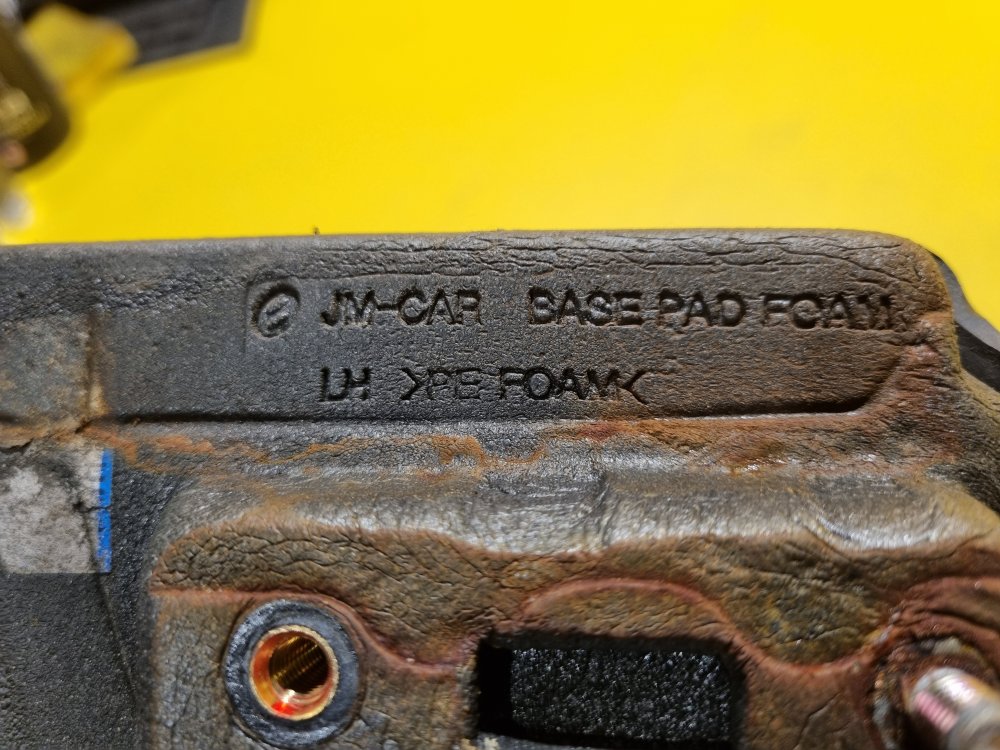 JM-CAR BASE PAD FOAM
LH >PE FOAM<